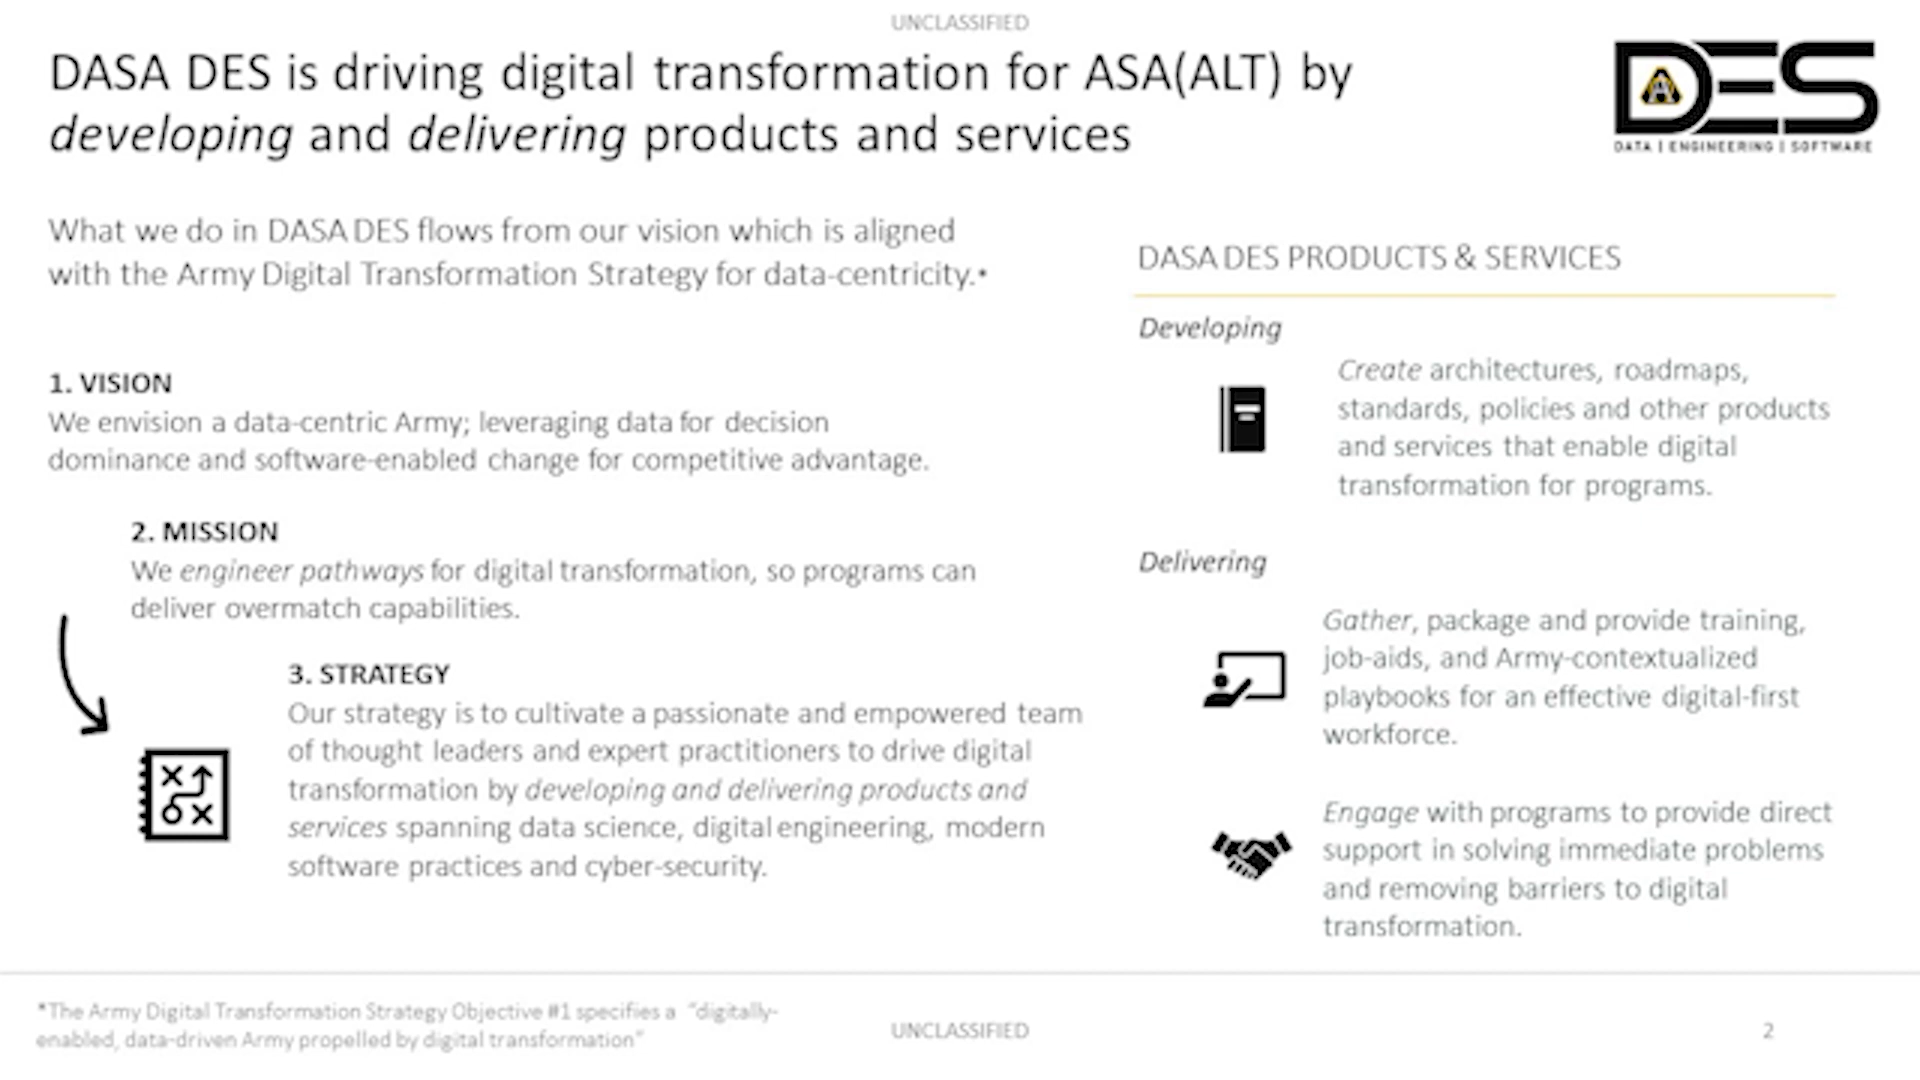 UNCLASSIFIED
DASA DES is driving digital transformation for ASA(ALT) by
developing and delivering products and services
DES
DATA | ENGINEERING | SOFTWARE
What we do in DASA DES flows from our vision which is aligned
with the Army Digital Transformation Strategy for data-centricity.*
1. VISION
We envision a data-centric Army; leveraging data for decision
dominance and software-enabled change for competitive advantage.
2. MISSION
We engineer pathways for digital transformation, so programs can
deliver overmatch capabilities.
3. STRATEGY
Our strategy is to cultivate a passionate and empowered team
of thought leaders and expert practitioners to drive digital
transformation by developing and delivering products and
services spanning data science, digital engineering, modern
software practices and cyber-security.
DASA DES PRODUCTS & SERVICES
Developing
Create architectures, roadmaps,
standards, policies and other products
and services that enable digital
transformation for programs.
Delivering
Gather, package and provide training,
job-aids, and Army-contextualized
playbooks for an effective digital-first
workforce.
Engage with programs to provide direct
support in solving immediate problems
and removing barriers to digital
transformation.
*The Army Digital Transformation Strategy Objective #1 specifies a "digitally-
enabled, data-driven Army propelled by digital transformation"
UNCLASSIFIED
2